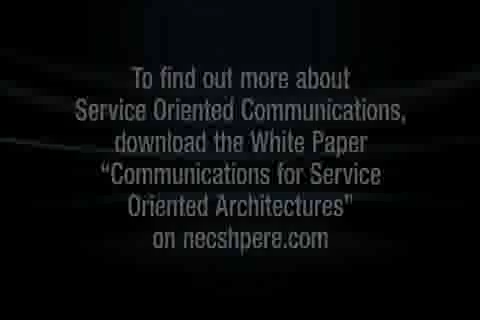 To find out more about
Service Oriented Communications,
download the White Paper
“Communications for Service
Oriented Architectures”
on necshpere.com